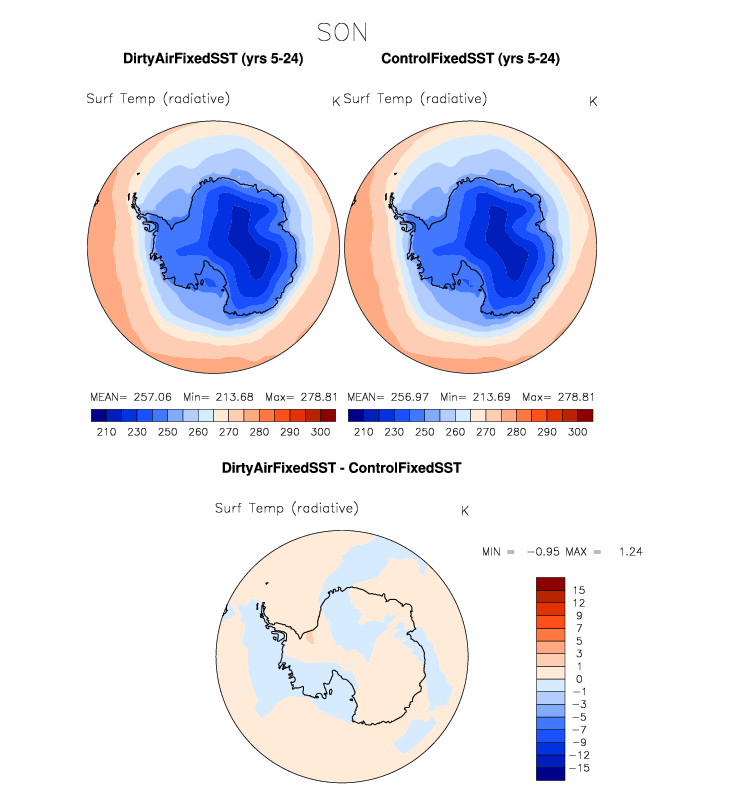 SON
DirtyAirFixedSST (yrs 5-24) ControlFixedSST (yrs 5-24)
Surf Temp (radiative) K Surf Temp (radiative) K
MEAN= 257.06 Min= 213.68 Max= 278.81 MEAN= 256.97 Min= 213.69 Max= 278.81
210 230 250 260 270 280 290 300 210 230 250 260 270 280 290 300
DirtyAirFixedSST - ControlFixedSST
Surf Temp (radiative) K
MIN = -0.95 MAX = 1.24
15
12
9
7
5
3
1
0
-1
-3
-5
-7
-9
-12
-15